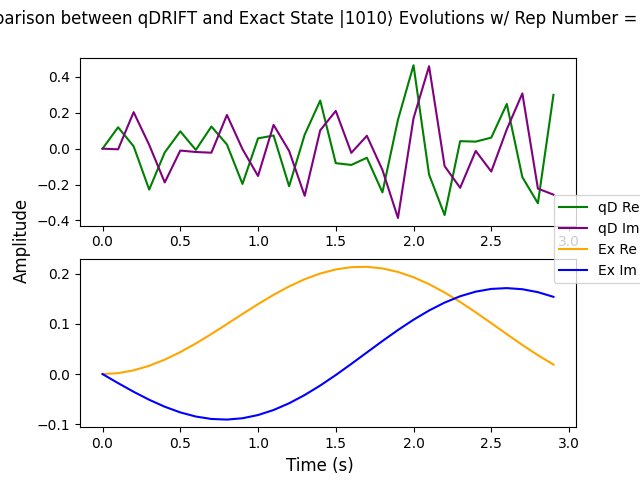 parison between qDRIFT and Exact State |1010⟩ Evolutions w/ Rep Number =
0.4
0.2
0.0
−0.2
−0.4
0.0 0.5 1.0 1.5 2.0 2.5 3.0
qD Re
qD Im
Ex Re
Ex Im
Amplitude
0.2
0.1
0.0
−0.1
0.0 0.5 1.0 1.5 2.0 2.5 3.0
Time (s)